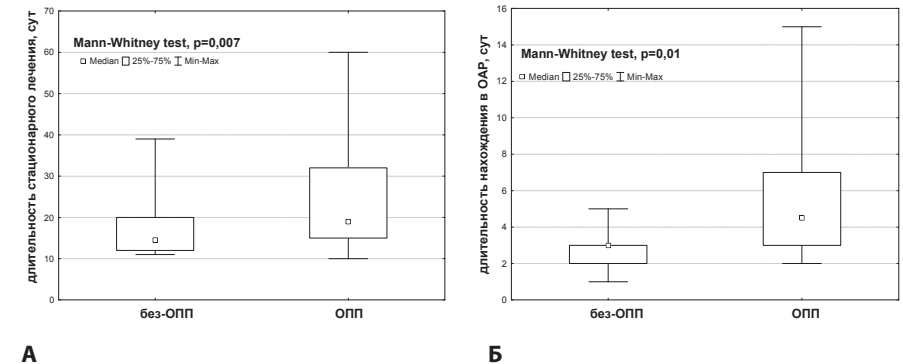 длительность стационарного лечения, сут
70
60
50
40
30
20
10
0
Mann-Whitney test, p=0,007
Median 25%-75% Min-Max
без-ОПП ОПП
А
длительность нахождения в ОАР, сут
16
14
12
10
8
6
4
2
0
Mann-Whitney test, p=0,01
Median 25%-75% Min-Max
без-ОПП ОПП
Б